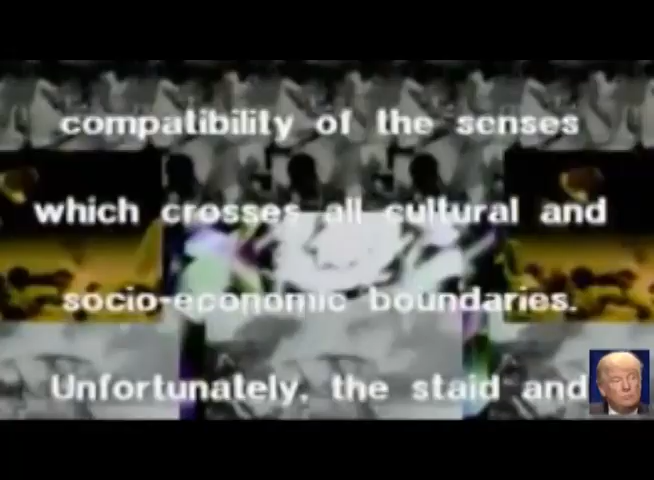 compatibility of the senses
which crosses all cultural and
socio-economic boundaries.
Unfortunately, the staid and